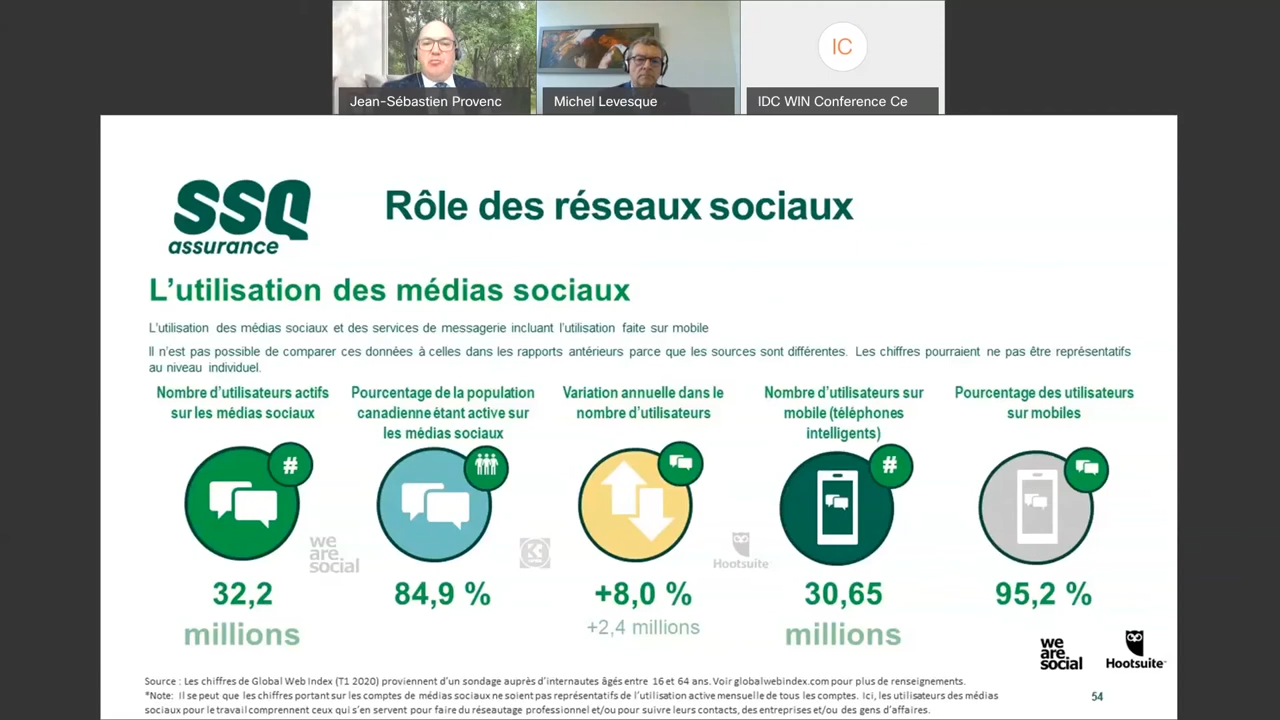 Jean-Sébastien Provenc
Michel Levesque
IC
IDC WIN Conference Ce
SSQ
assurance
Rôle des réseaux sociaux
L'utilisation des médias sociaux
L'utilisation des médias sociaux et des services de messagerie incluant l'utilisation faite sur mobile
Il n'est pas possible de comparer ces données à celles dans les rapports antérieurs parce que les sources sont différentes. Les chiffres pourraient ne pas être représentatifs
au niveau individuel.
Nombre d'utilisateurs actifs
sur les médias sociaux
#
32,2
millions
Pourcentage de la population
canadienne étant active sur
les médias sociaux
84,9 %
Variation annuelle dans le
nombre d'utilisateurs
+8,0 %
+2,4 millions
Nombre d'utilisateurs sur
mobile (téléphones
intelligents)
#
30,65
millions
Pourcentage des utilisateurs
sur mobiles
95,2 %
we
are
social
Hootsuite
we
are
social
Hootsuite
Source : Les chiffres de Global Web Index (T1 2020) proviennent d'un sondage auprès d'internautes âgés entre 16 et 64 ans. Voir globalwebindex.com pour plus de renseignements.
*Note: Il se peut que les chiffres portant sur les comptes de médias sociaux ne soient pas représentatifs de l'utilisation active mensuelle de tous les comptes. Ici, les utilisateurs des médias
sociaux pour le travail comprennent ceux qui s'en servent pour faire du réseautage professionnel et/ou pour suivre leurs contacts, des entreprises et/ou des gens d'affaires.
54